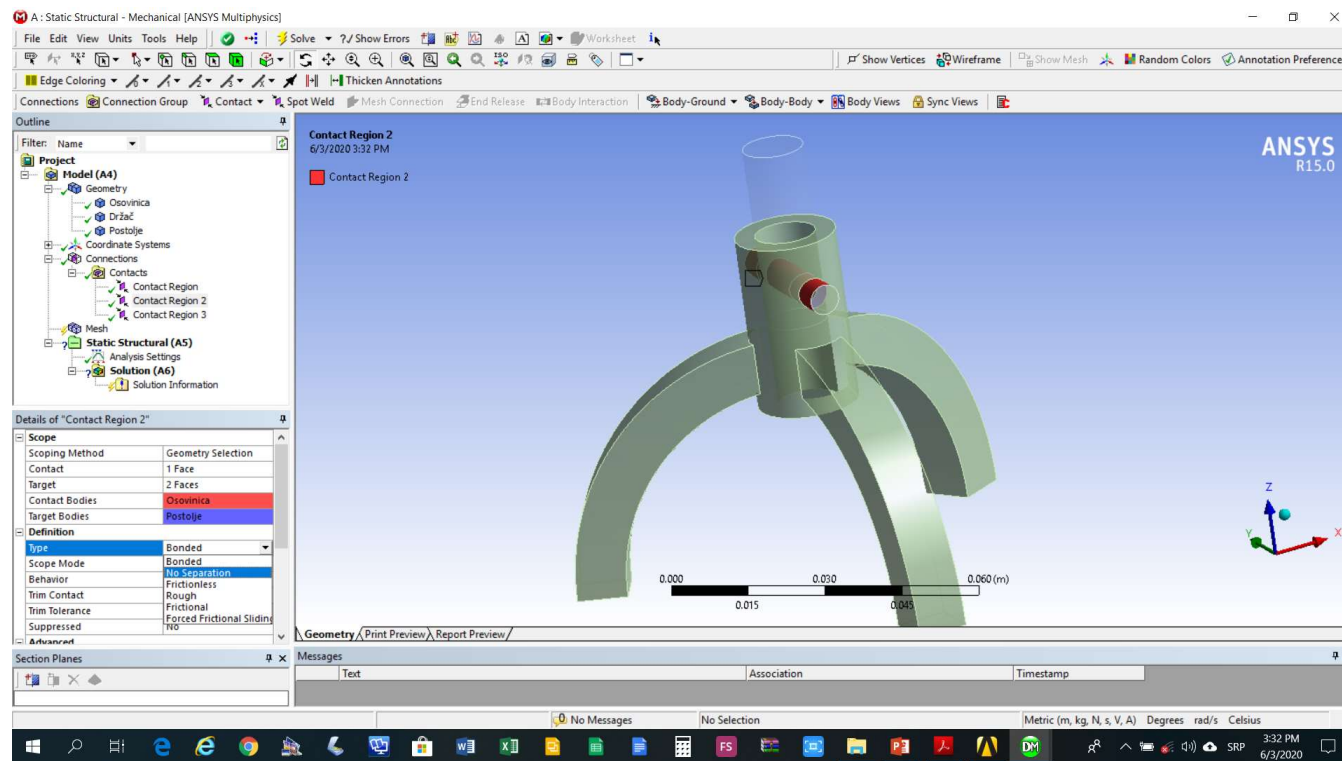 A : Static Structural - Mechanical [ANSYS Multiphysics]
File Edit View Units Tools Help Solve ?/ Show Errors A Worksheet
Show Vertices Wireframe Show Mesh Random Colors Annotation Preference
Edge Coloring Thicken Annotations
Connections Connection Group Contact Spot Weld Mesh Connection End Release Body Interaction Body-Ground Body-Body Body Views Sync Views
Outline
Filter: Name
Project
Model (A4)
Geometry
Osovinica
Držač
Postolje
Coordinate Systems
Connections
Contacts
Contact Region
Contact Region 2
Contact Region 3
Mesh
Static Structural (A5)
Analysis Settings
Solution (A6)
Solution Information
Details of "Contact Region 2"
Scope
Scoping Method Geometry Selection
Contact 1 Face
Target 2 Faces
Contact Bodies Osovinica
Target Bodies Postolje
Definition
Type Bonded
Scope Mode Bonded
No Separation
Behavior Frictionless
Trim Contact Rough
Trim Tolerance Frictional
Forced Frictional Sliding
Suppressed No
Advanced
Section Planes
Contact Region 2
6/3/2020 3:32 PM
Contact Region 2
ANSYS
R15.0
Z
Y
X
0.000 0.030 0.060 (m)
0.015 0.045
Geometry Print Preview Report Preview
Messages
Text Association Timestamp
0 No Messages No Selection Metric (m, kg, N, s, V, A) Degrees rad/s Celsius
FS DM SRP 3:32 PM
6/3/2020